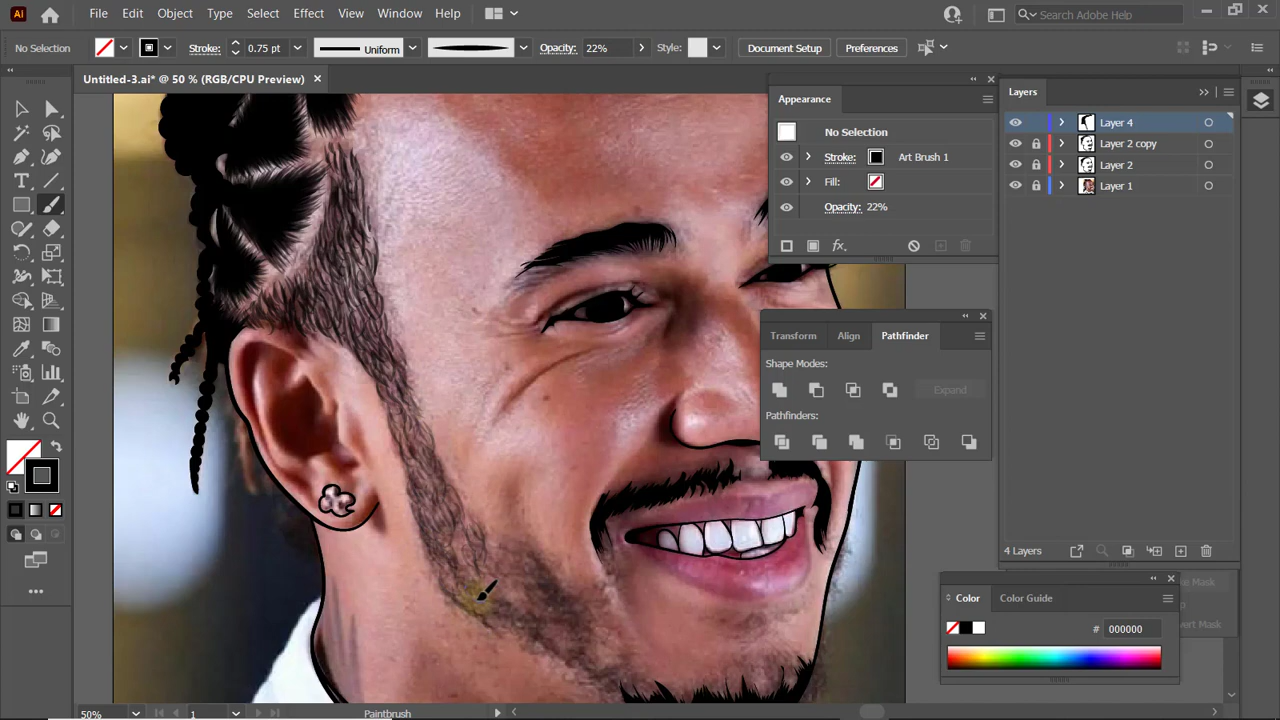 Ai File Edit Object Type Select Effect View Window Help Search Adobe Help
No Selection Stroke: 0.75 pt Uniform Opacity: 22% Style: Document Setup Preferences
Untitled-3.ai* @ 50 % (RGB/CPU Preview)
Appearance
No Selection
Stroke: Art Brush 1
Fill:
Opacity: 22%
fx
Transform Align Pathfinder
Shape Modes:
Expand
Pathfinders:
Layers
Layer 4
Layer 2 copy
Layer 2
Layer 1
4 Layers
Color Color Guide
# 000000
50% 1 Paintbrush